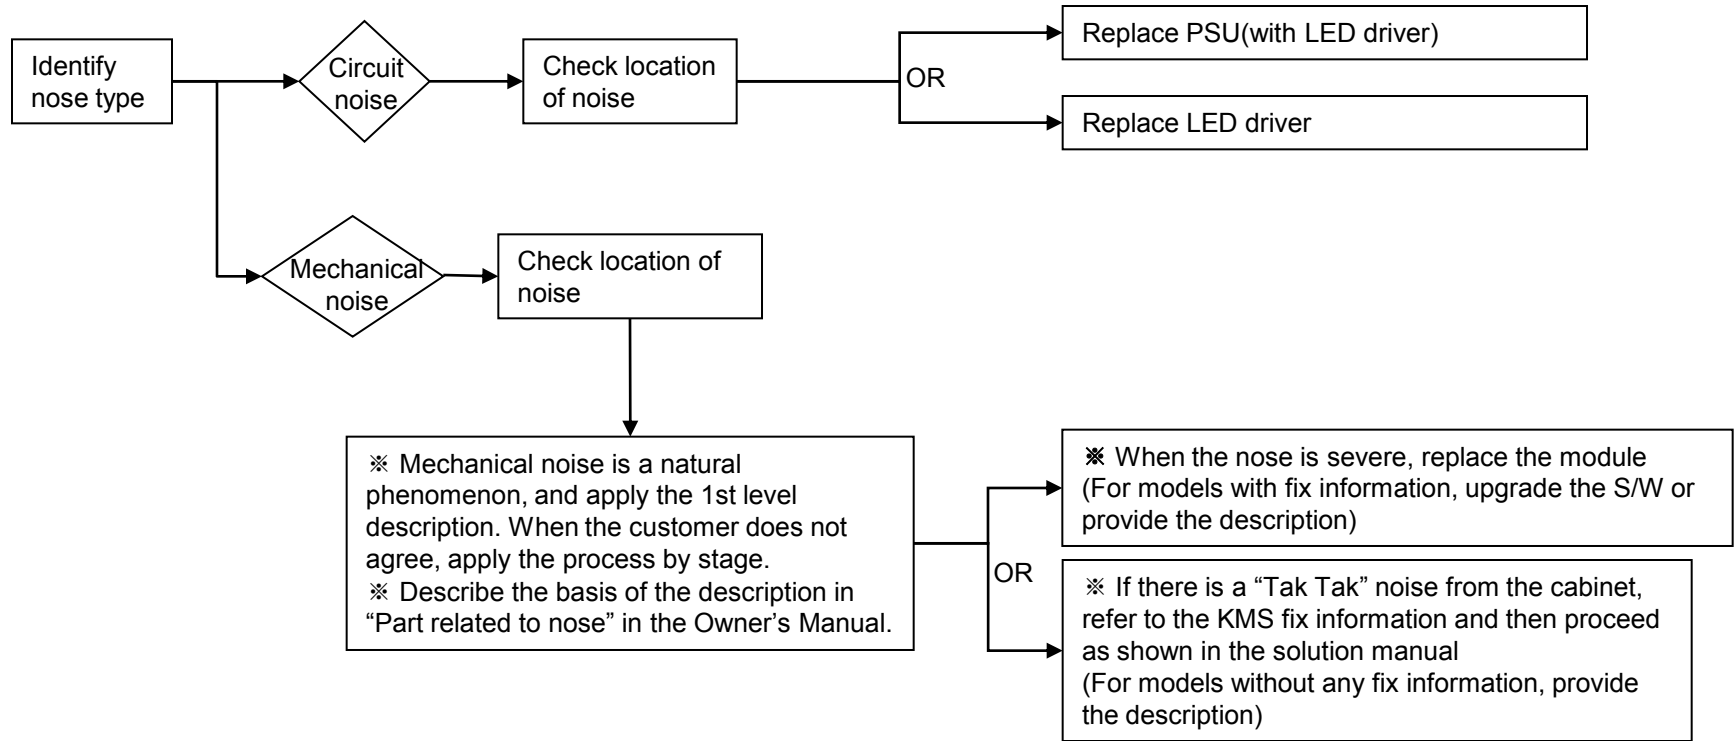 Identify
nose type
Circuit
noise
Check location
of noise
OR
Replace PSU(with LED driver)
Replace LED driver
Mechanical
noise
Check location of
noise
※ Mechanical noise is a natural
phenomenon, and apply the 1st level
description. When the customer does not
agree, apply the process by stage.
※ Describe the basis of the description in
“Part related to nose” in the Owner’s Manual.
OR
※ When the nose is severe, replace the module
(For models with fix information, upgrade the S/W or
provide the description)
※ If there is a “Tak Tak” noise from the cabinet,
refer to the KMS fix information and then proceed
as shown in the solution manual
(For models without any fix information, provide
the description)